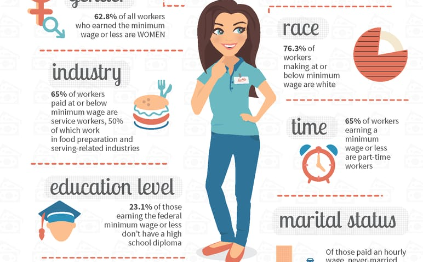 gender
62.8% of all workers
who earned the minimum
wage or less are WOMEN
industry
65% of workers
paid at or below
minimum wage are
service workers, 50%
of which work
in food preparation and
serving-related industries
education level
23.1% of those
earning the federal
minimum wage or less
don't have a high
school diploma
race
76.3% of
workers
making at or
below minimum
wage are white
time
65% of workers
earning a
minimum
wage or less
are part-time
workers
marital status
Of those paid an hourly
wage, never-married